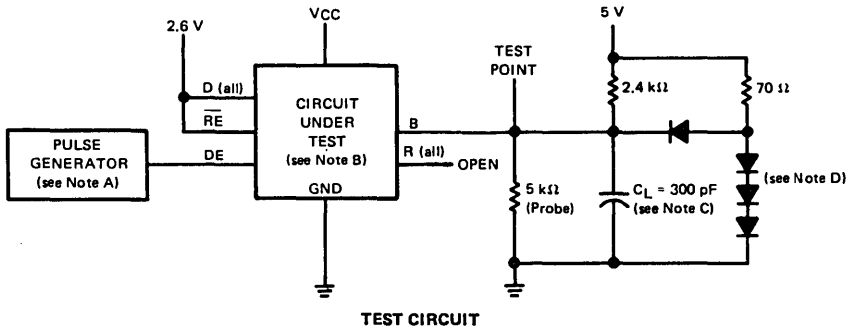 5 V
VCC
2.6 V
TEST
POINT
D (all)
2.4 kΩ
70 Ω
CIRCUIT
UNDER
TEST
(see Note B)
RE
B
PULSE
GENERATOR
(see Note A)
DE
R (all)
OPEN
GND
5 kΩ
(Probe)
CL = 300 pF
(see Note C)
(see Note D)
TEST CIRCUIT